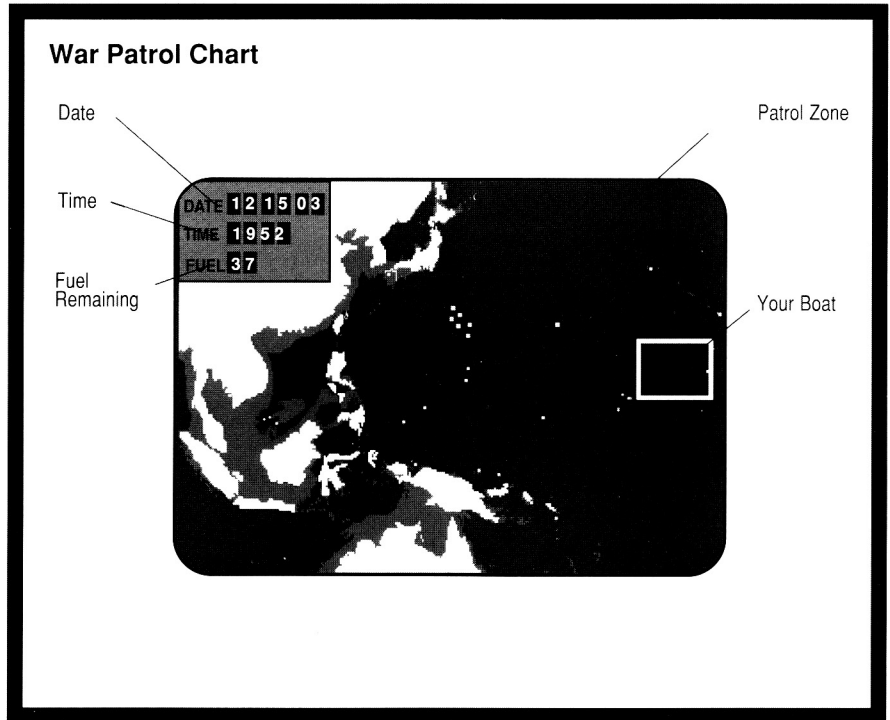 War Patrol Chart
Date
Patrol Zone
DATE 12 15 03
Time
TIME 1952
FUEL 37
Fuel
Remaining
Your Boat